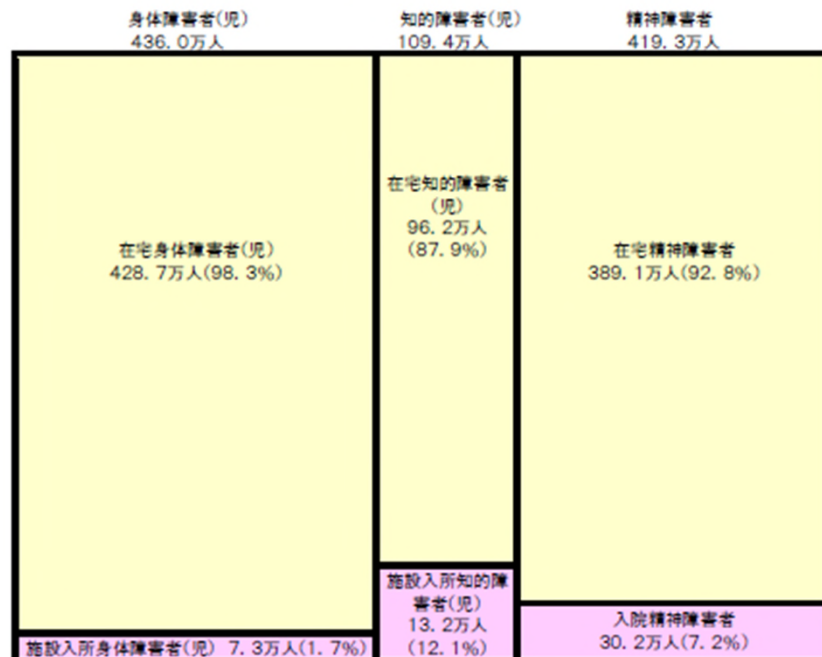 身体障害者(児)
436. 0万人
知的障害者(児)
109. 4万人
精神障害者
419. 3万人
在宅身体障害者(児)
428. 7万人(98. 3%)
在宅知的障害者
(児)
96. 2万人
(87. 9%)
在宅精神障害者
389. 1万人(92. 8%)
施設入所身体障害者(児) 7. 3万人(1. 7%)
施設入所知的障
害者(児)
13. 2万人
(12. 1%)
入院精神障害者
30. 2万人(7. 2%)